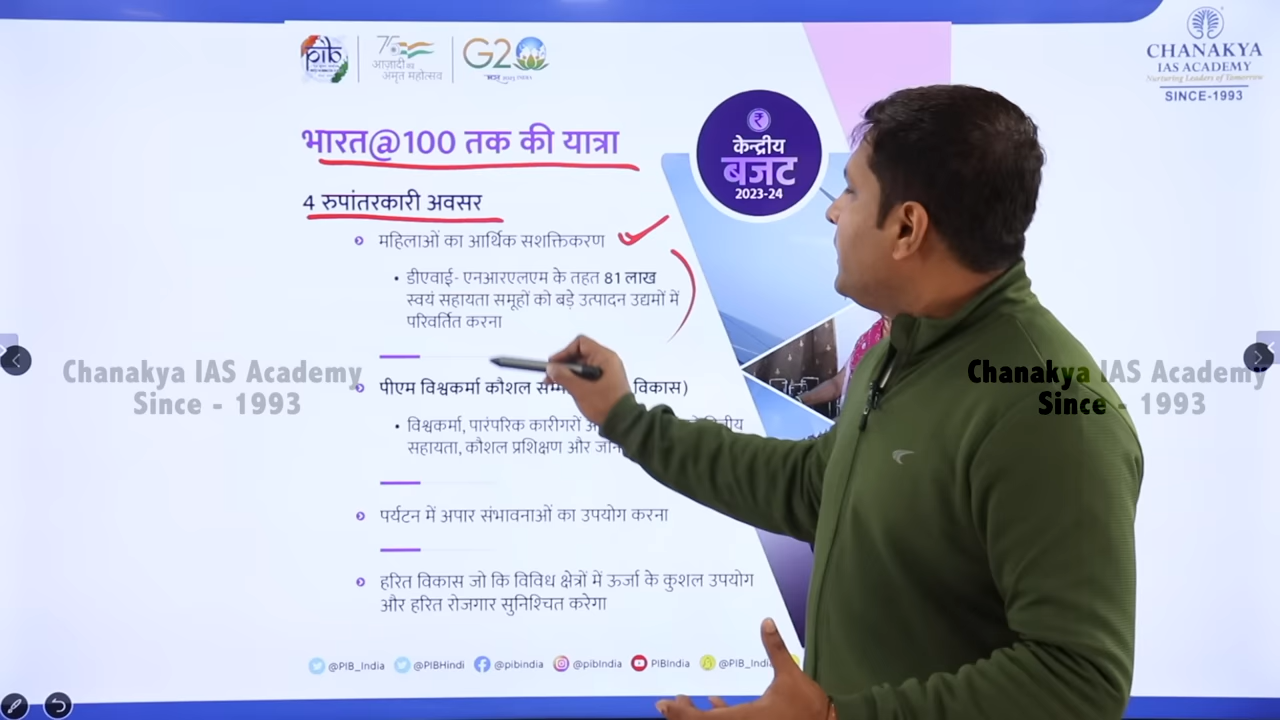 pib
75
आज़ादी का
अमृत महोत्सव
G20
CHANAKYA
IAS ACADEMY
Nurturing Leaders of Tomorrow
SINCE-1993
भारत@100 तक की यात्रा
₹
केन्द्रीय
बजट
2023-24
4 रुपांतरकारी अवसर
महिलाओं का आर्थिक सशक्तिकरण
• डीएवाई- एनआरएलएम के तहत 81 लाख
स्वयं सहायता समूहों को बड़े उत्पादन उद्यमों में
परिवर्तित करना
Chanakya IAS Academy
Since - 1993
Chanakya IAS Academy
Since - 1993
पीएम विश्वकर्मा कौशल विकास)
• विश्वकर्मा, पारंपरिक कारीगरों
सहायता, कौशल प्रशिक्षण और
पर्यटन में अपार संभावनाओं का उपयोग करना
हरित विकास जो कि विविध क्षेत्रों में ऊर्जा के कुशल उपयोग
और हरित रोजगार सुनिश्चित करेगा
@PIB_India @PIBHindi @pibindia @pibIndia PIBIndia @PIB_Indi